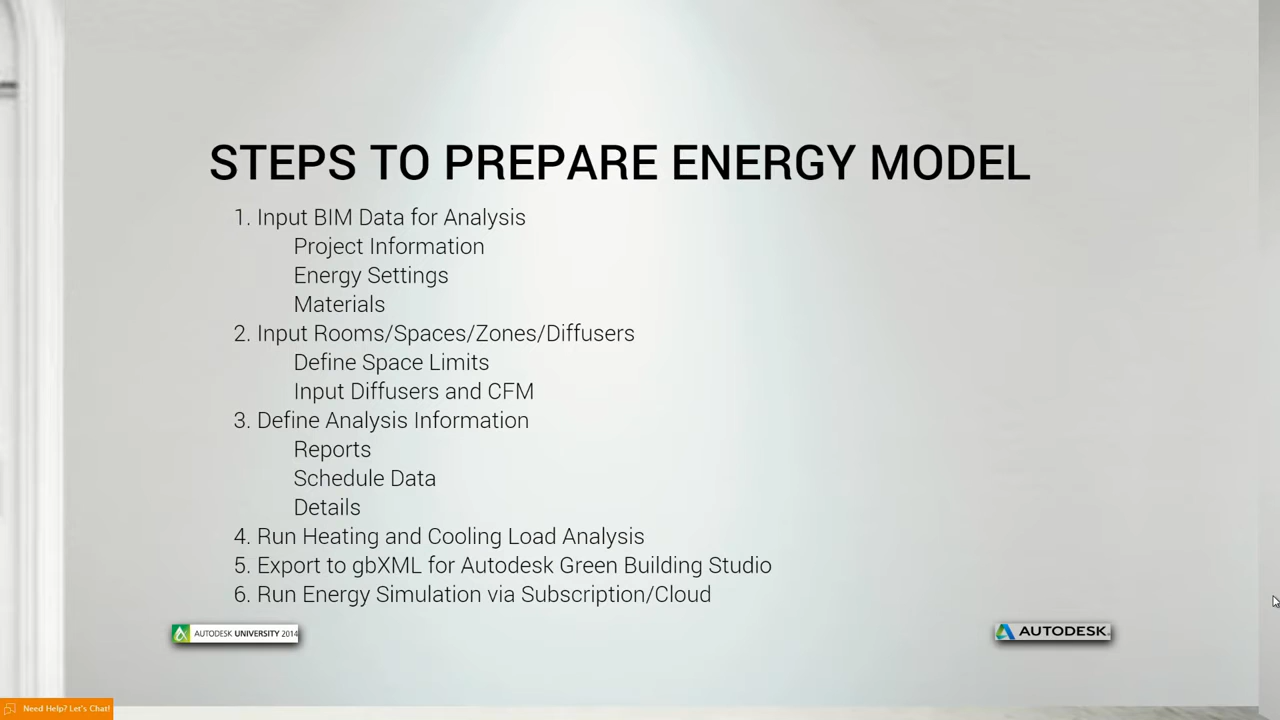 STEPS TO PREPARE ENERGY MODEL
1. Input BIM Data for Analysis
Project Information
Energy Settings
Materials
2. Input Rooms/Spaces/Zones/Diffusers
Define Space Limits
Input Diffusers and CFM
3. Define Analysis Information
Reports
Schedule Data
Details
4. Run Heating and Cooling Load Analysis
5. Export to gbXML for Autodesk Green Building Studio
6. Run Energy Simulation via Subscription/Cloud
AUTODESK UNIVERSITY 2014
AUTODESK.
Need Help? Let's Chat!